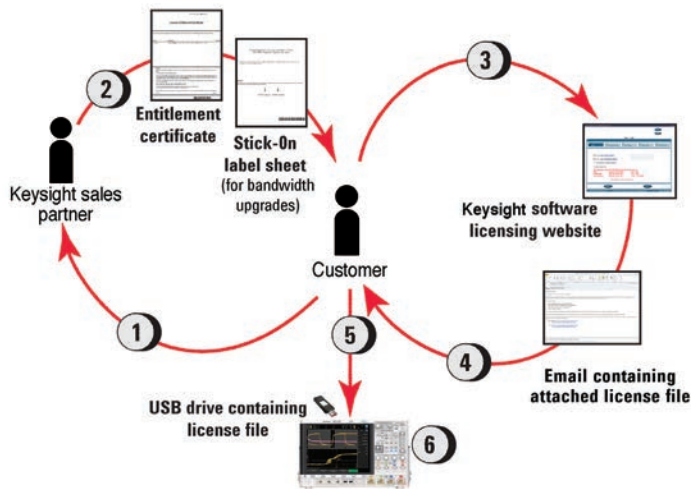 2
Entitlement
certificate
Stick-On
label sheet
(for bandwidth
upgrades)
3
Keysight sales
partner
Keysight software
licensing website
Customer
1
5
4
Email containing
attached license file
USB drive containing
license file
6